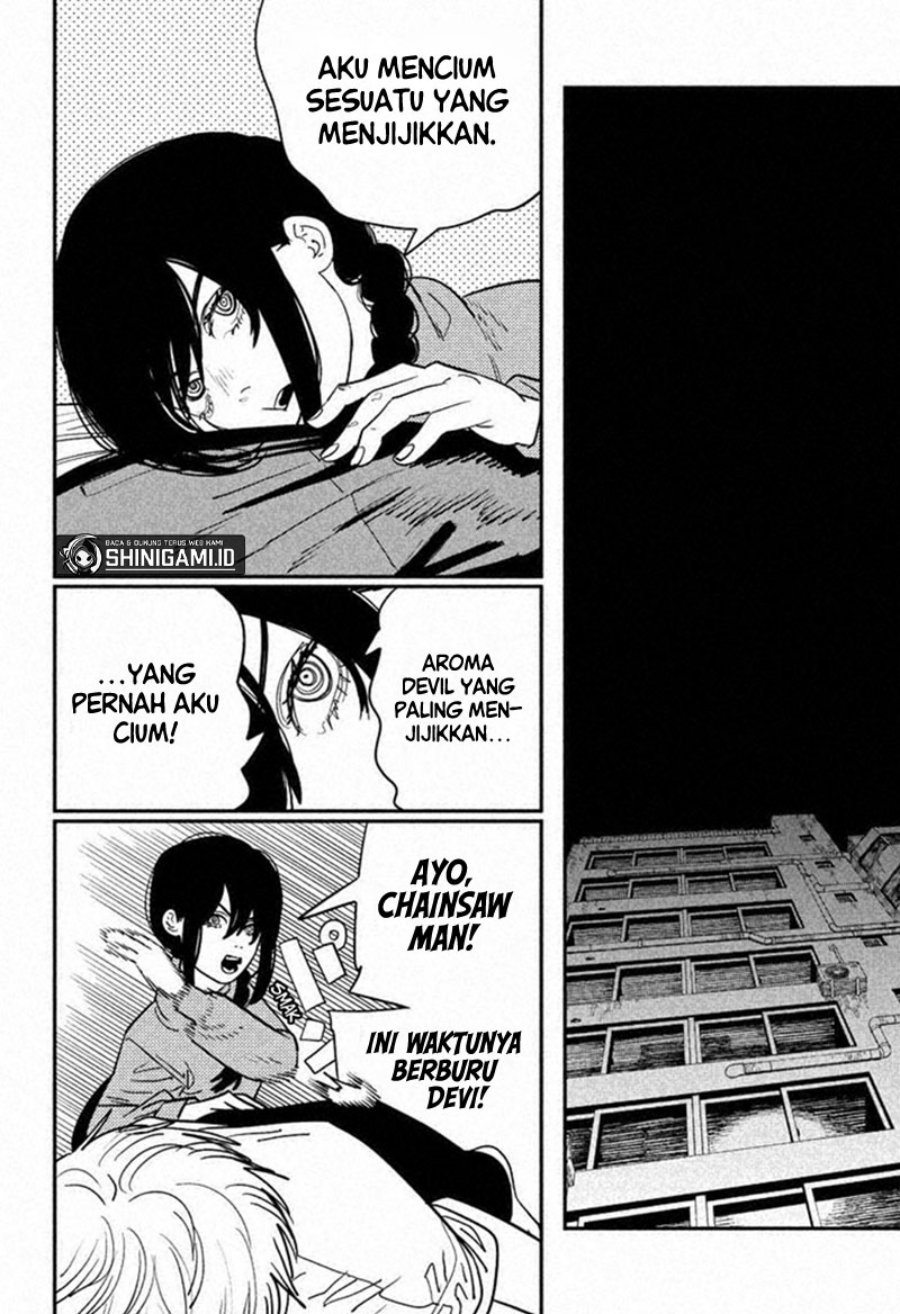 AKU MENCIUM
SESUATU YANG
MENJIJIKKAN.
BACA & DUKUNG TERUS WEB KAMI
SHINIGAMI.ID
AROMA
DEVIL YANG
PALING MEN-
JIJIKKAN...
...YANG
PERNAH AKU
CIUM!
AYO,
CHAINSAW
MAN!
SMAK
INI WAKTUNYA
BERBURU
DEVI!